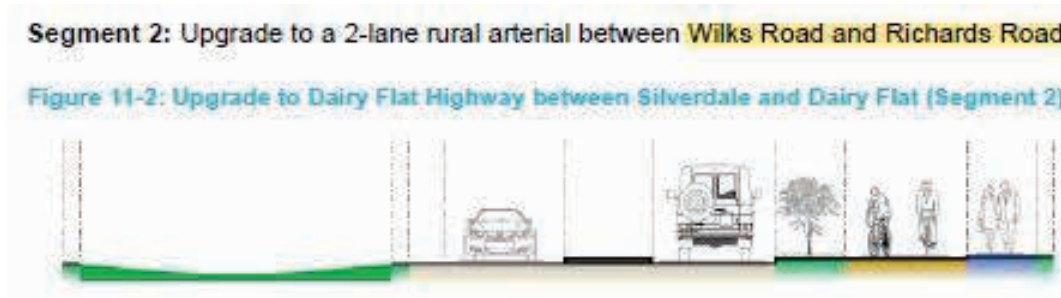 Segment 2: Upgrade to a 2-lane rural arterial between Wilks Road and Richards Road
Figure 11-2: Upgrade to Dairy Flat Highway between Silverdale and Dairy Flat (Segment 2)